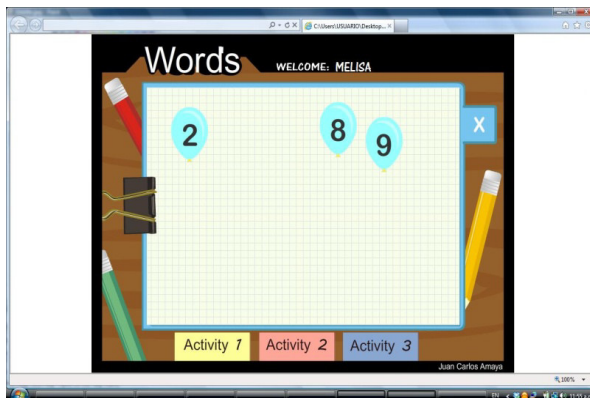 C:\Users\USUARIO\Desktop...
Words
WELCOME: MELISA
X
2
8
9
Activity 1
Activity 2
Activity 3
Juan Carlos Amaya
100%
EN